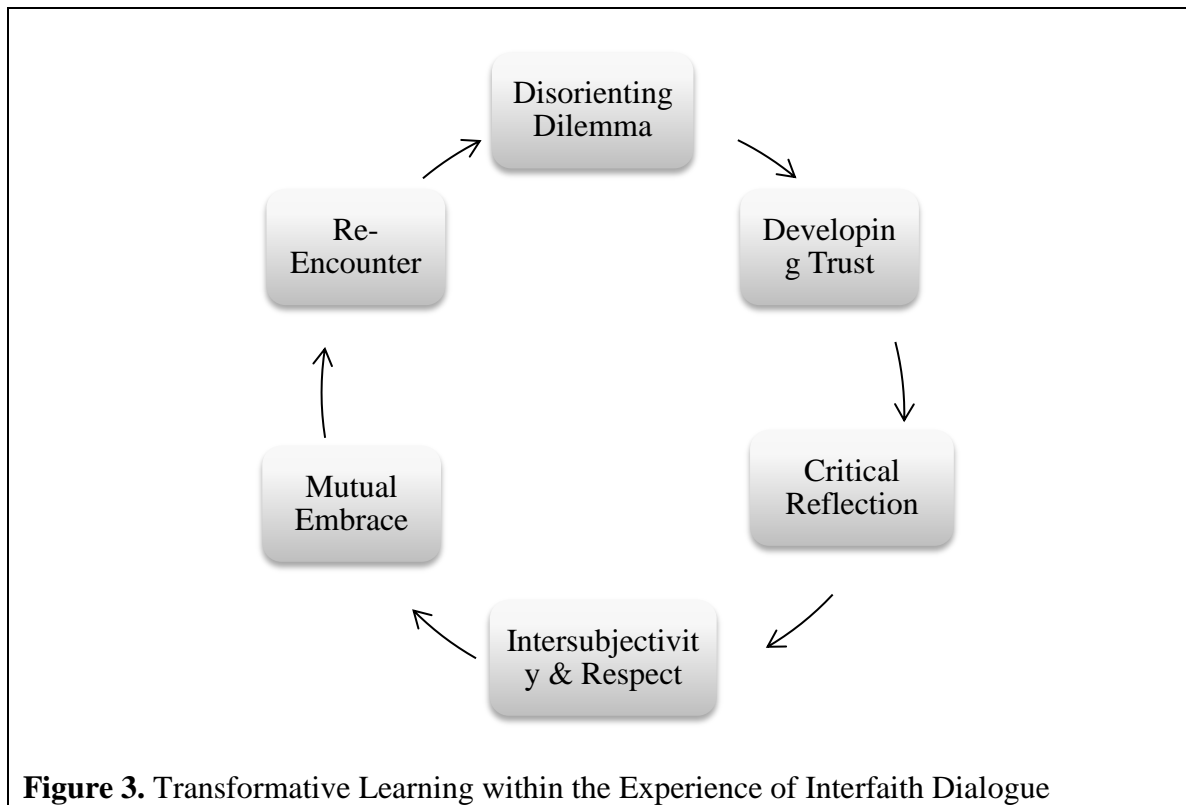 Disorienting
Dilemma
Developin
g Trust
Critical
Reflection
Intersubjectivit
y & Respect
Mutual
Embrace
Re-
Encounter
Figure 3. Transformative Learning within the Experience of Interfaith Dialogue